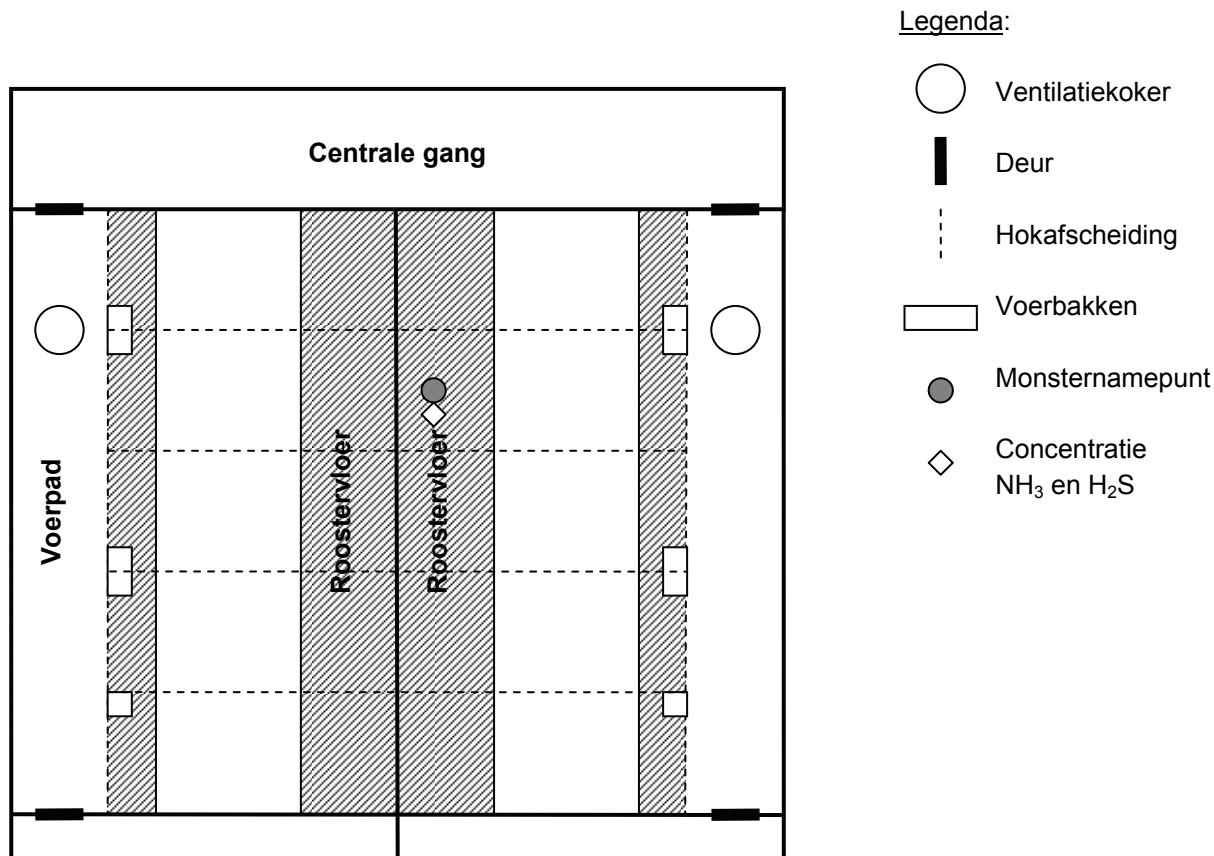 Legenda:
Ventilatiekoker
Deur
Hokafscheiding
Voerbakken
Monsternamepunt
Concentratie
NH₃ en H₂S
Centrale gang
Voerpad
Roostervloer
Roostervloer